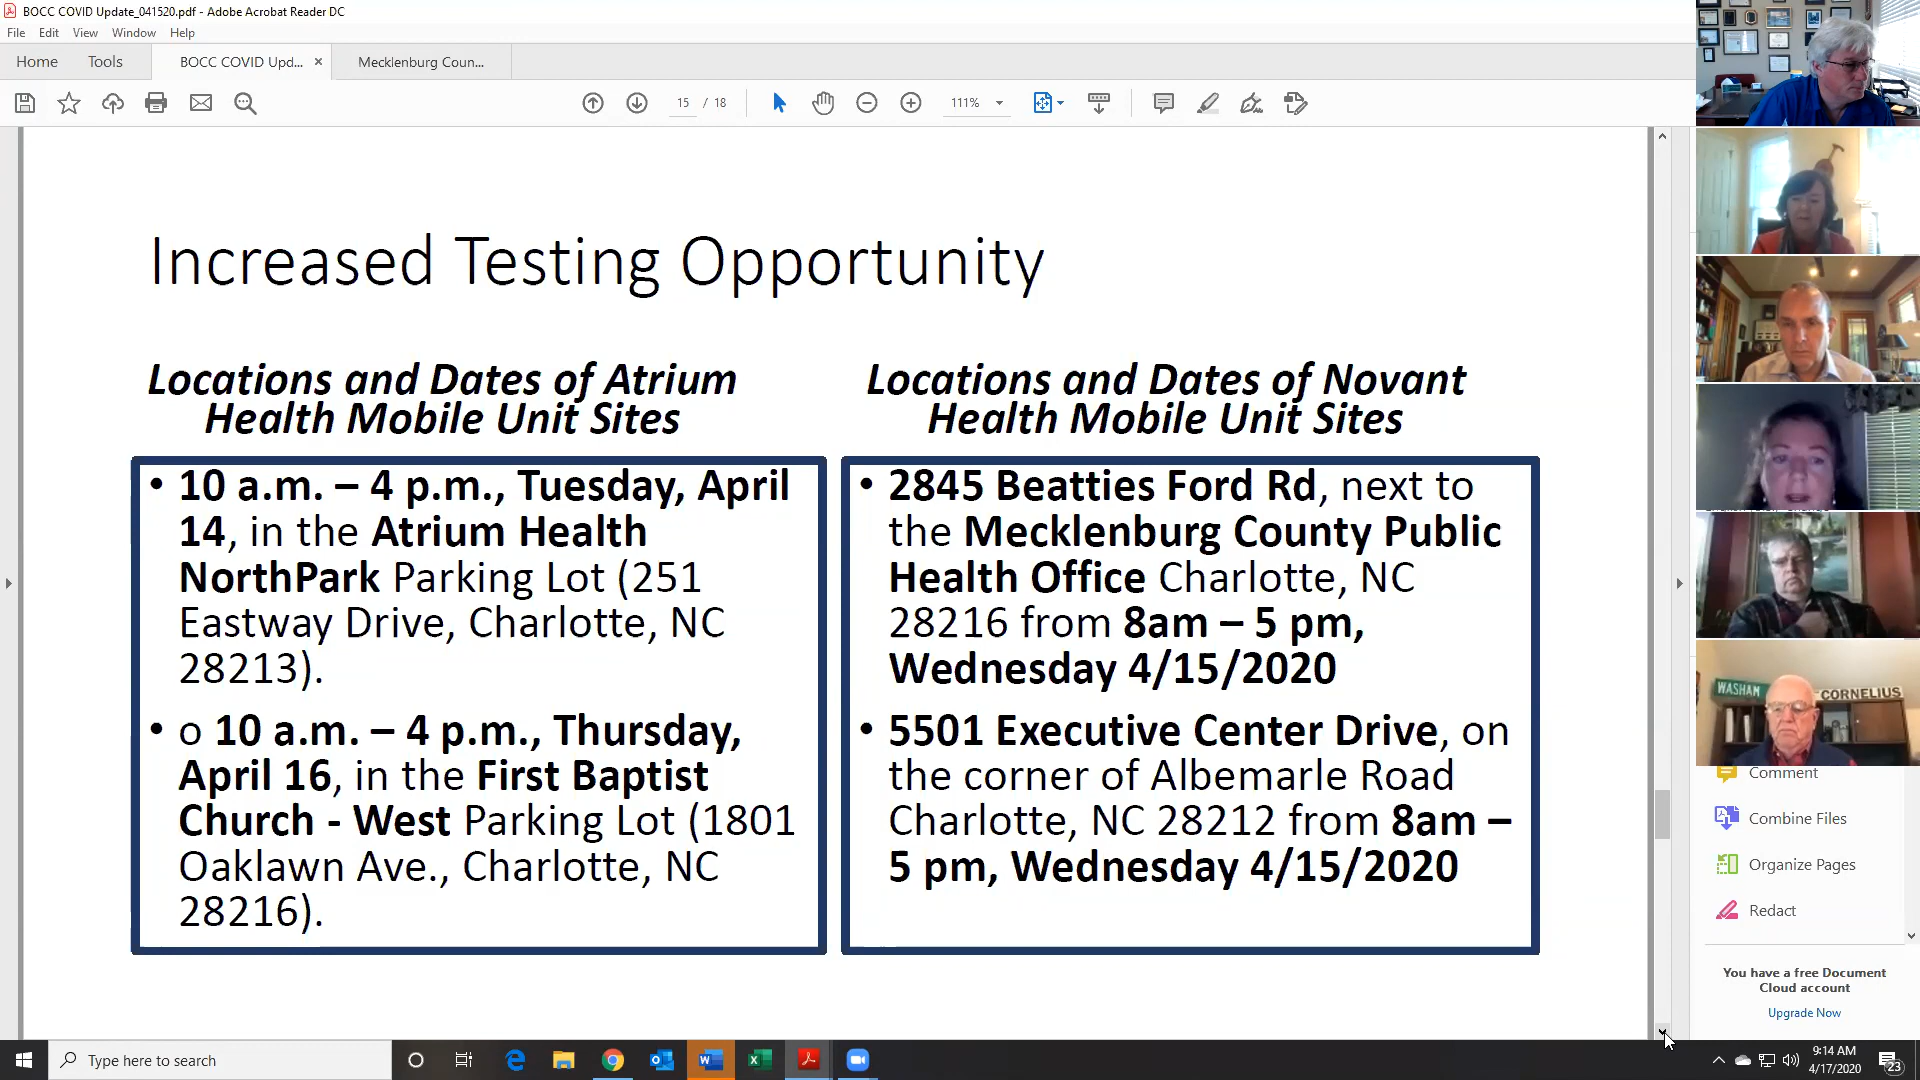 BOCC COVID Update_041520.pdf - Adobe Acrobat Reader DC
File Edit View Window Help
Home Tools BOCC COVID Upd... × Mecklenburg Coun...
15 / 18 111%
Increased Testing Opportunity
Locations and Dates of Atrium
Health Mobile Unit Sites
• 10 a.m. – 4 p.m., Tuesday, April
14, in the Atrium Health
NorthPark Parking Lot (251
Eastway Drive, Charlotte, NC
28213).
• o 10 a.m. – 4 p.m., Thursday,
April 16, in the First Baptist
Church - West Parking Lot (1801
Oaklawn Ave., Charlotte, NC
28216).
Locations and Dates of Novant
Health Mobile Unit Sites
• 2845 Beatties Ford Rd, next to
the Mecklenburg County Public
Health Office Charlotte, NC
28216 from 8am – 5 pm,
Wednesday 4/15/2020
• 5501 Executive Center Drive, on
the corner of Albemarle Road
Charlotte, NC 28212 from 8am –
5 pm, Wednesday 4/15/2020
WASHAM CORNELIUS
Comment
Combine Files
Organize Pages
Redact
You have a free Document
Cloud account
Upgrade Now
Type here to search
9:14 AM
4/17/2020
23